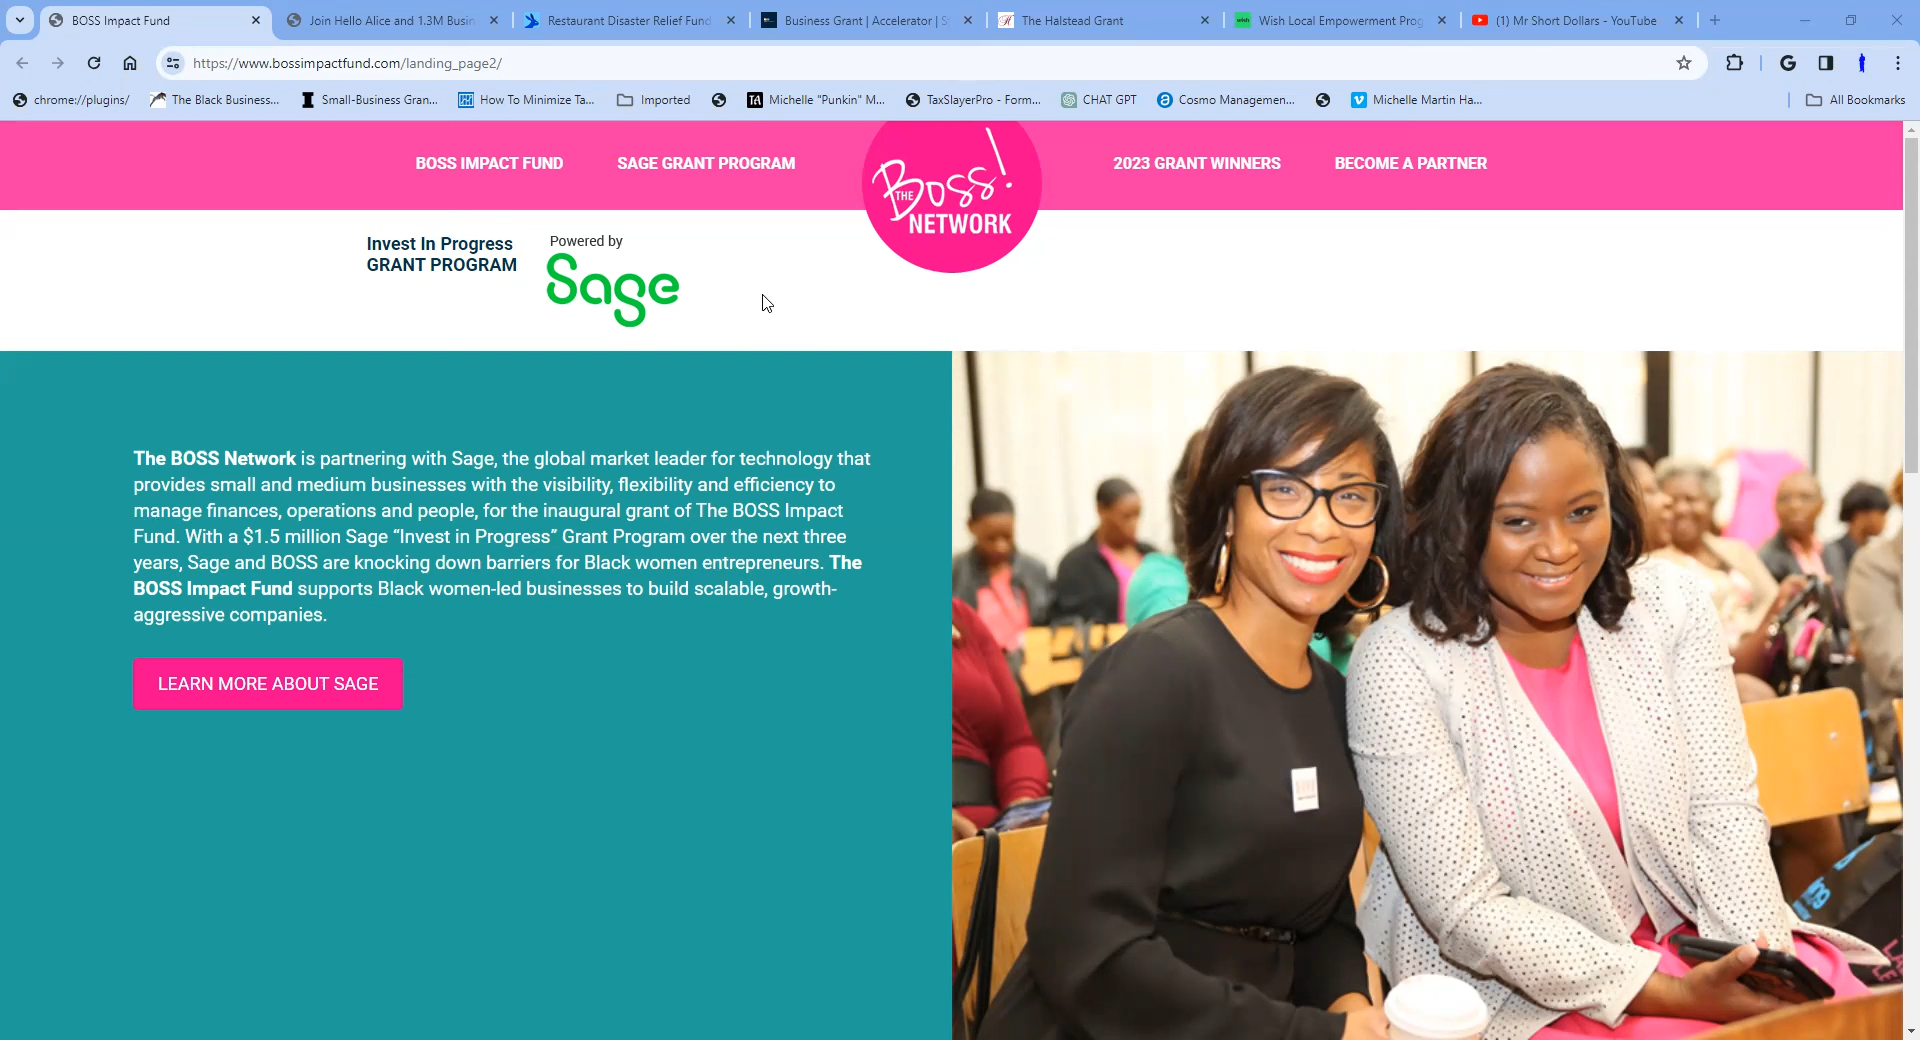 BOSS Impact Fund
Join Hello Alice and 1.3M Busin
Restaurant Disaster Relief Fund
Business Grant | Accelerator | S
The Halstead Grant
Wish Local Empowerment Prog
(1) Mr Short Dollars - YouTube
https://www.bossimpactfund.com/landing_page2/
chrome://plugins/
The Black Business...
Small-Business Gran...
How To Minimize Ta...
Imported
Michelle "Punkin" M...
TaxSlayerPro - Form...
CHAT GPT
Cosmo Managemen...
Michelle Martin Ha...
All Bookmarks
BOSS IMPACT FUND
SAGE GRANT PROGRAM
THE Boss!
NETWORK
2023 GRANT WINNERS
BECOME A PARTNER
Invest In Progress
GRANT PROGRAM
Powered by
Sage
The BOSS Network is partnering with Sage, the global market leader for technology that
provides small and medium businesses with the visibility, flexibility and efficiency to
manage finances, operations and people, for the inaugural grant of The BOSS Impact
Fund. With a $1.5 million Sage “Invest in Progress” Grant Program over the next three
years, Sage and BOSS are knocking down barriers for Black women entrepreneurs. The
BOSS Impact Fund supports Black women-led businesses to build scalable, growth-
aggressive companies.
LEARN MORE ABOUT SAGE